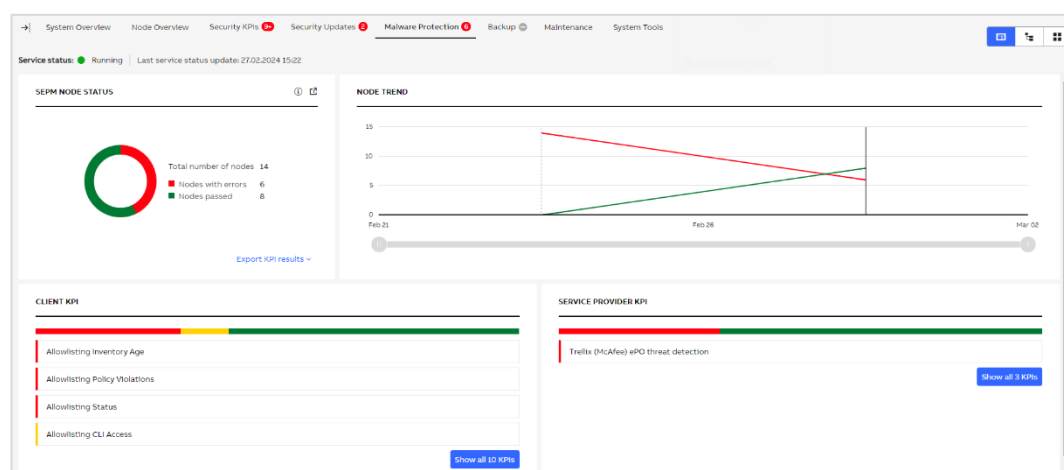 System Overview Node Overview Security KPIs 9+ Security Updates 2 Malware Protection 6 Backup Maintenance System Tools
Service status: Running Last service status update: 27.02.2024 15:22
SEPM NODE STATUS
Total number of nodes 14
Nodes with errors 6
Nodes passed 8
Export KPI results
NODE TREND
15
10
5
0
Feb 21 Feb 26 Mar 02
CLIENT KPI
Allowlisting Inventory Age
Allowlisting Policy Violations
Allowlisting Status
Allowlisting CLI Access
Show all 10 KPIs
SERVICE PROVIDER KPI
Trellix (McAfee) ePO threat detection
Show all 3 KPIs